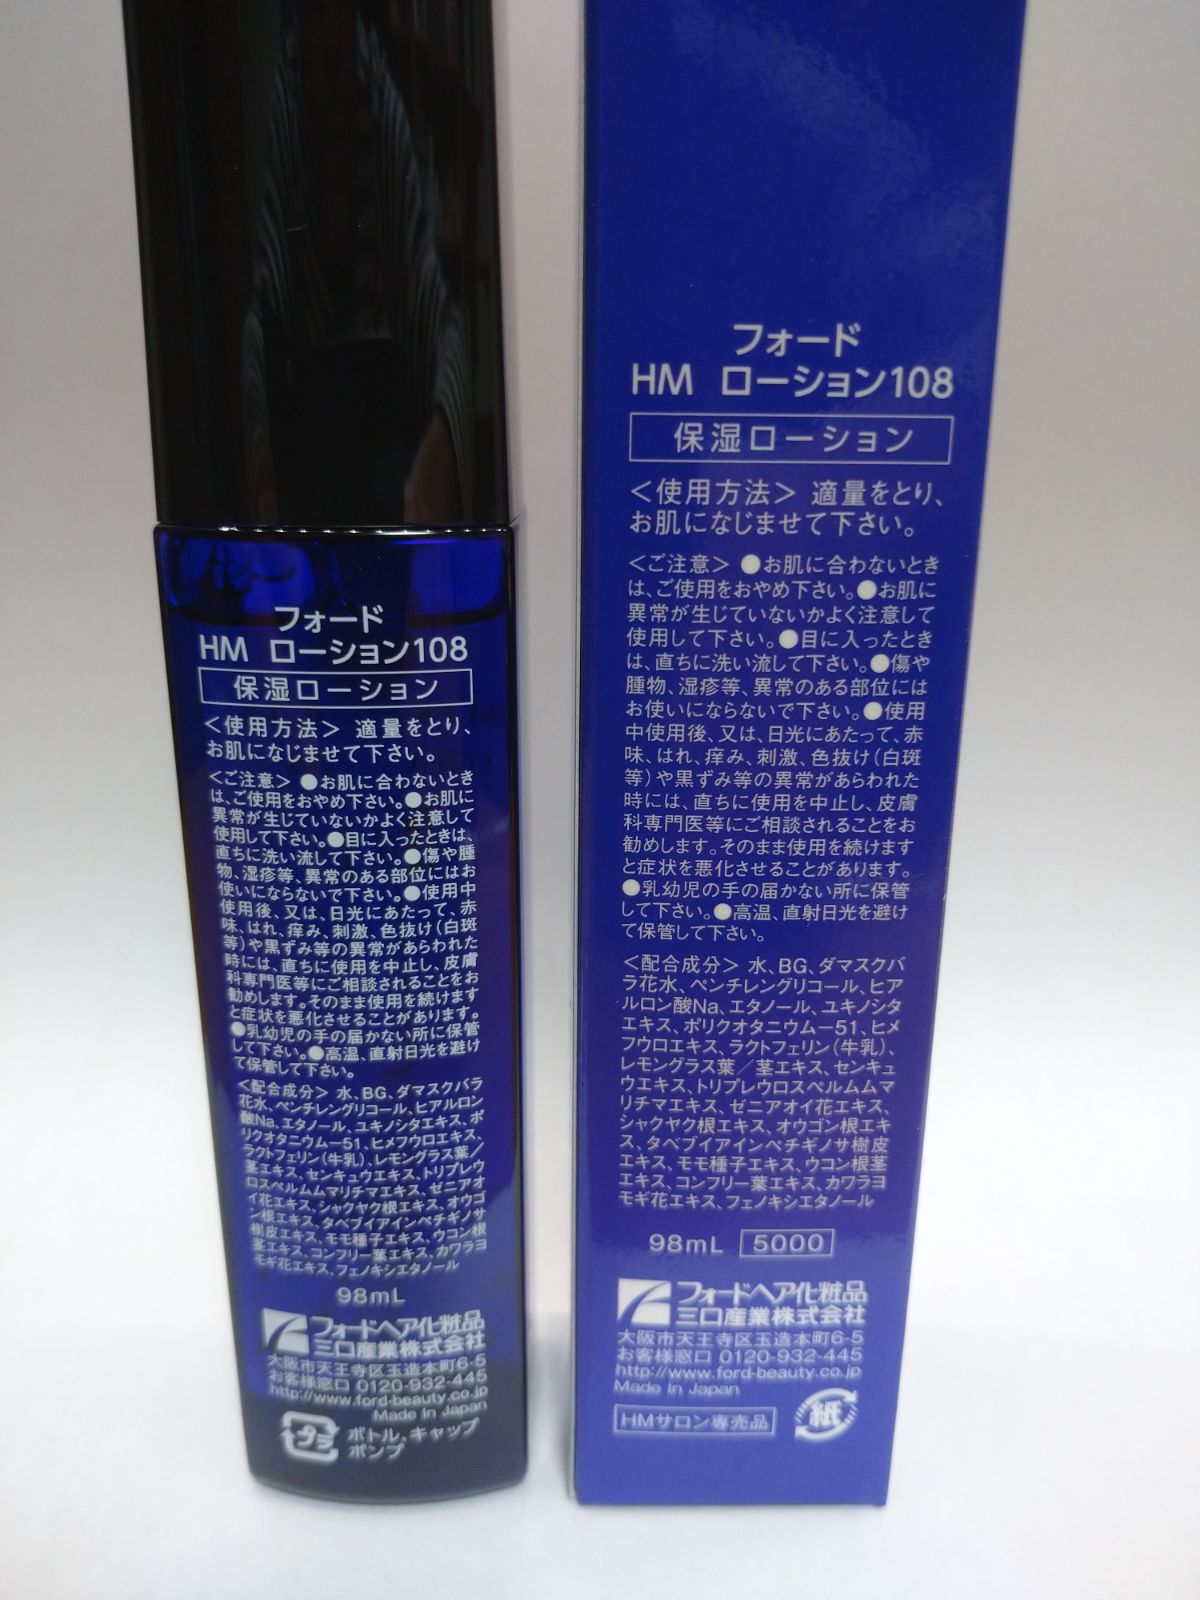 フォード
HM ローション108
保湿ローション
＜使用方法＞ 適量をとり、
お肌になじませて下さい。
＜ご注意＞ ●お肌に合わないとき
は、ご使用をおやめ下さい。●お肌に
異常が生じていないかよく注意して
使用して下さい。●目に入ったときは、
直ちに洗い流して下さい。●傷や腫
物、湿疹等、異常のある部位にはお
使いにならないで下さい。●使用中
使用後、又は、日光にあたって、赤
味、はれ、痒み、刺激、色抜け(白斑
等)や黒ずみ等の異常があらわれた
時には、直ちに使用を中止し、皮膚
科専門医等にご相談されることをお
勧めします。そのまま使用を続けます
と症状を悪化させることがあります。
●乳幼児の手の届かない所に保管
して下さい。●高温、直射日光を避け
て保管して下さい。
＜配合成分＞ 水、BG、ダマスクバラ
花水、ペンチレングリコール、ヒアルロン
酸Na、エタノール、ユキノシタエキス、ポ
リクオタニウムー51、ヒメフウロエキス、
ラクトフェリン(牛乳)、レモングラス葉／
茎エキス、センキュウエキス、トリプレウ
ロスペルムムマリチマエキス、ゼニアオ
イ花エキス、シャクヤク根エキス、オウゴ
ン根エキス、タベブイアインペチギノサ
樹皮エキス、モモ種子エキス、ウコン根
茎エキス、コンフリー葉エキス、カワラヨ
モギ花エキス、フェノキシエタノール
98mL
フォードヘア化粧品
三口産業株式会社
大阪市天王寺区玉造本町6-5
お客様窓口 0120-932-445
http://www.ford-beauty.co.jp
Made In Japan
プラ ボトル、キャップ
ポンプ
フォード
HM ローション108
保湿ローション
＜使用方法＞ 適量をとり、
お肌になじませて下さい。
＜ご注意＞ ●お肌に合わないとき
は、ご使用をおやめ下さい。●お肌に
異常が生じていないかよく注意して
使用して下さい。●目に入ったとき
は、直ちに洗い流して下さい。●傷や
腫物、湿疹等、異常のある部位には
お使いにならないで下さい。●使用
中使用後、又は、日光にあたって、赤
味、はれ、痒み、刺激、色抜け(白斑
等)や黒ずみ等の異常があらわれた
時には、直ちに使用を中止し、皮膚
科専門医等にご相談されることをお
勧めします。そのまま使用を続けます
と症状を悪化させることがあります。
●乳幼児の手の届かない所に保管
して下さい。●高温、直射日光を避け
て保管して下さい。
＜配合成分＞ 水、BG、ダマスクバ
ラ花水、ペンチレングリコール、ヒア
ルロン酸Na、エタノール、ユキノシタ
エキス、ポリクオタニウムー51、ヒメ
フウロエキス、ラクトフェリン(牛乳)、
レモングラス葉／茎エキス、センキュ
ウエキス、トリプレウロスペルムムマ
リチマエキス、ゼニアオイ花エキス、
シャクヤク根エキス、オウゴン根エキ
ス、タベブイアインペチギノサ樹皮
エキス、モモ種子エキス、ウコン根茎
エキス、コンフリー葉エキス、カワラヨ
モギ花エキス、フェノキシエタノール
98mL 5000
フォードヘア化粧品
三口産業株式会社
大阪市天王寺区玉造本町6-5
お客様窓口 0120-932-445
http://www.ford-beauty.co.jp
Made In Japan
HMサロン専売品 紙